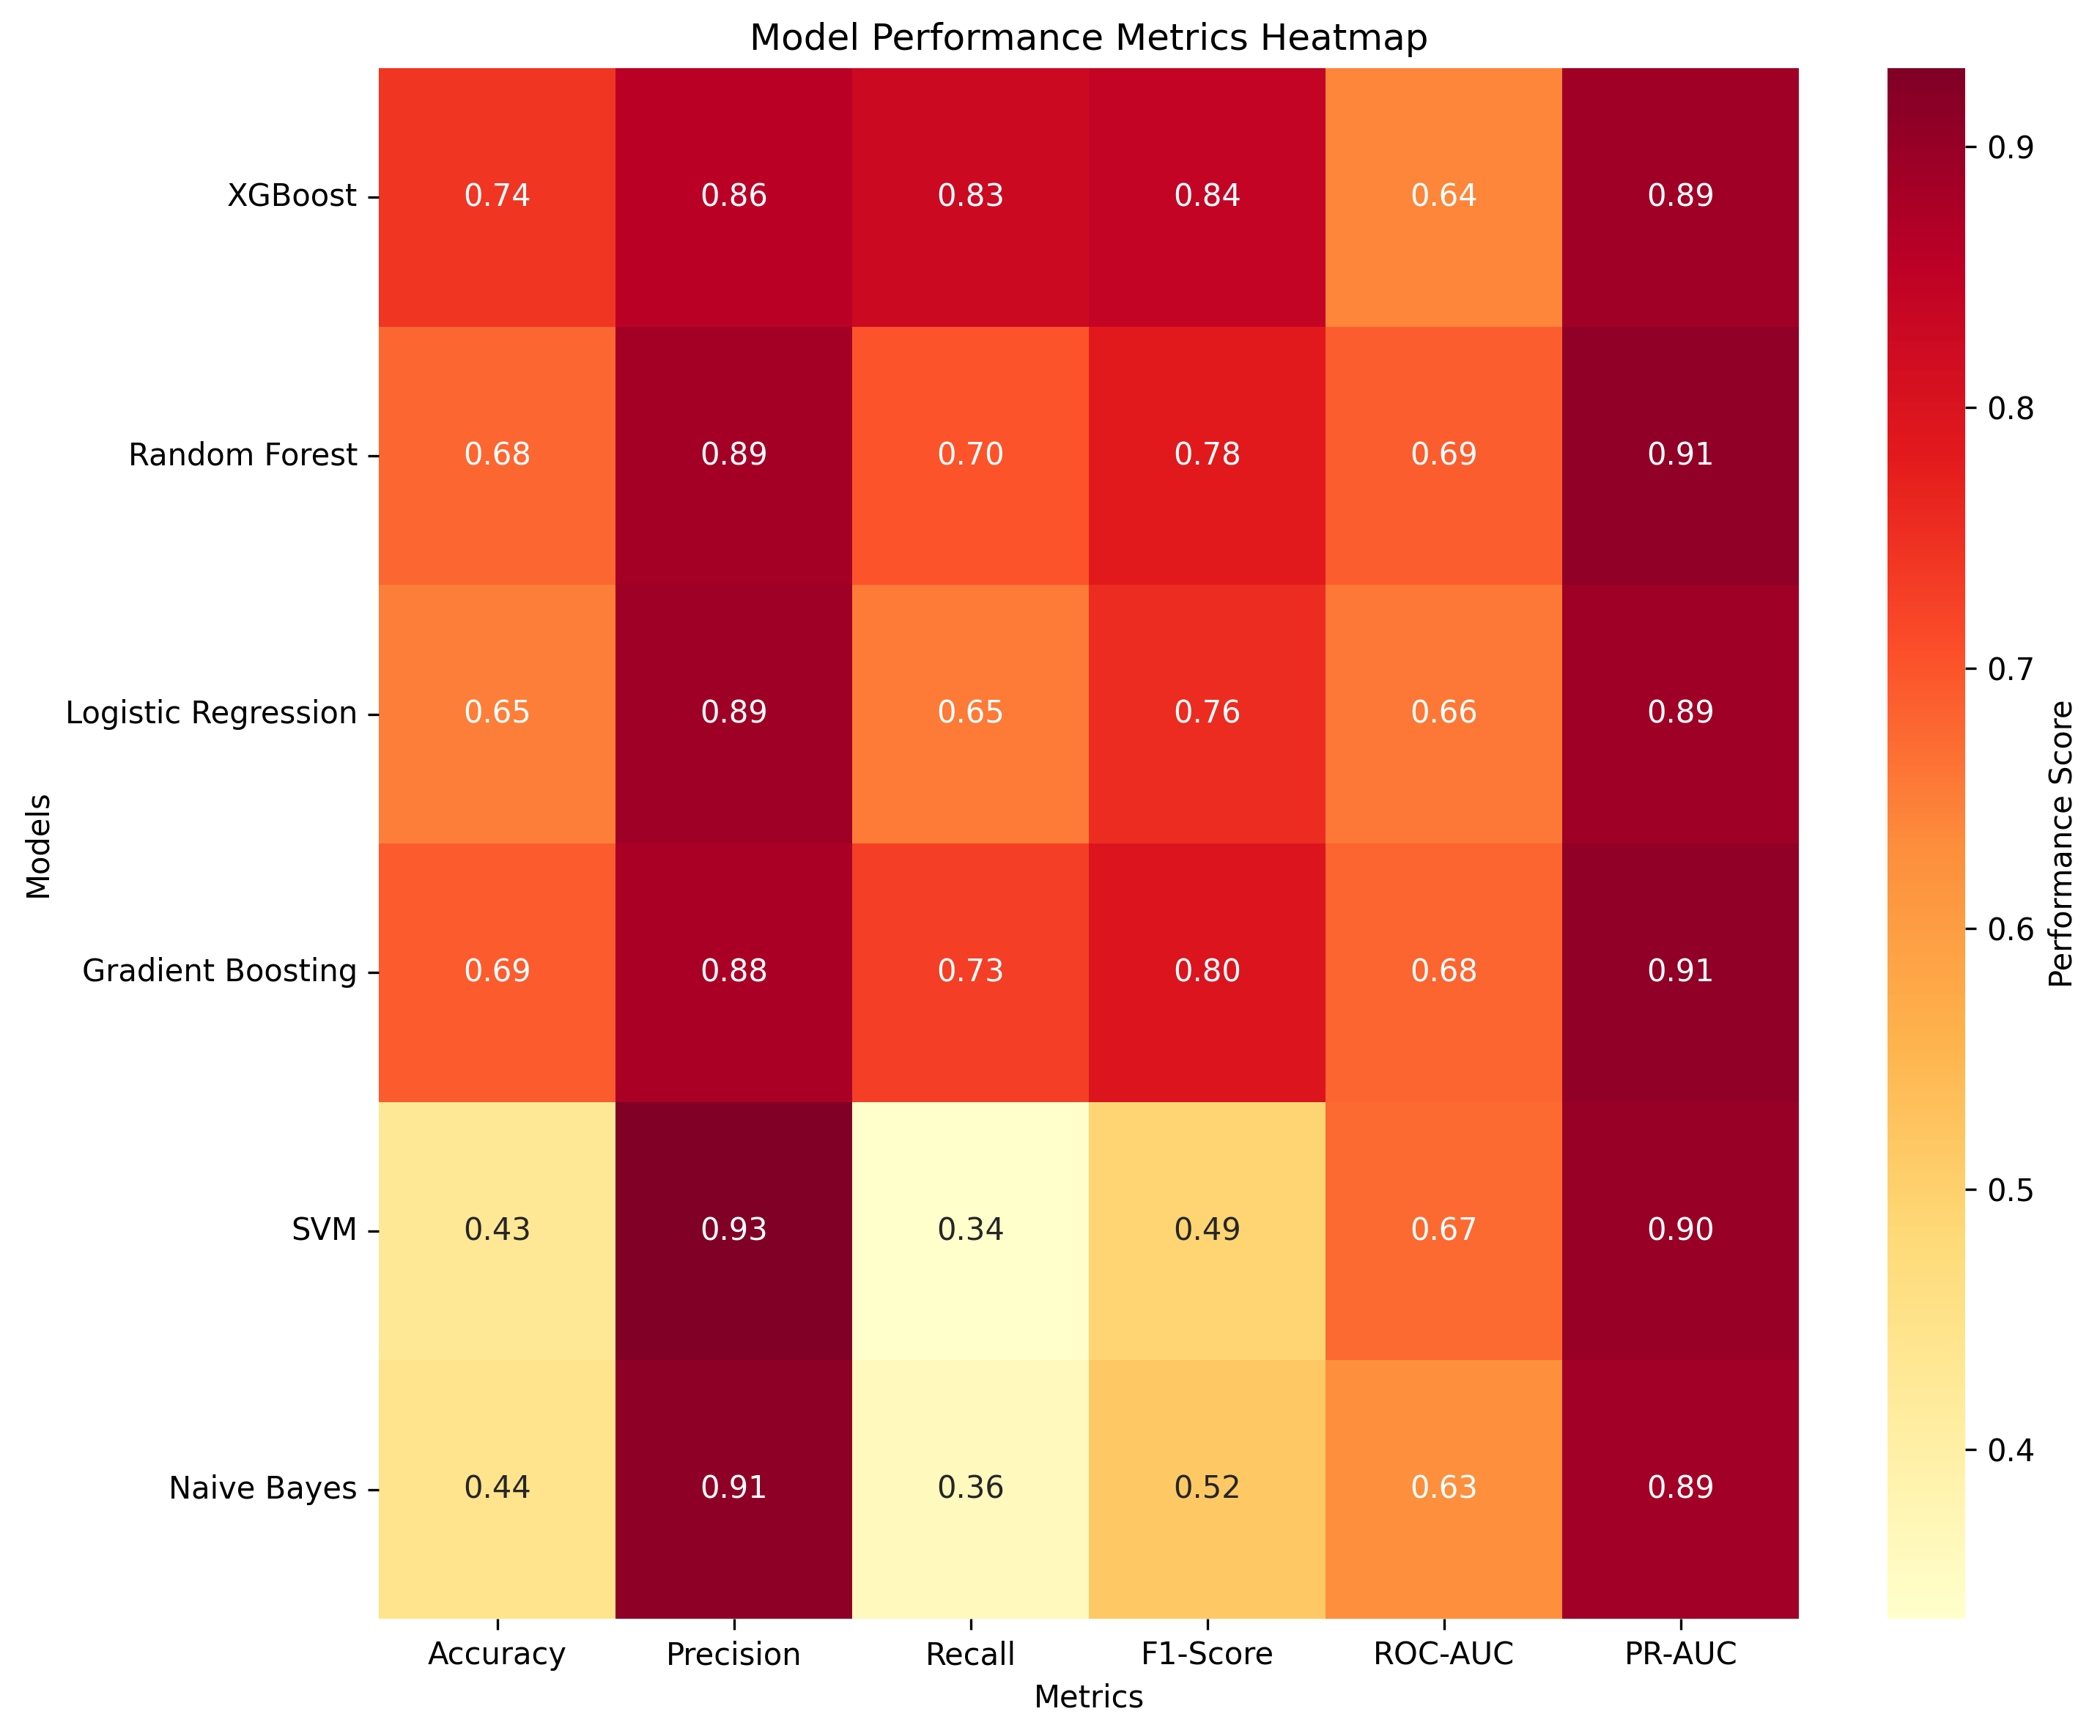 Model Performance Metrics Heatmap
XGBoost 0.74 0.86 0.83 0.84 0.64 0.89
Random Forest 0.68 0.89 0.70 0.78 0.69 0.91
Logistic Regression 0.65 0.89 0.65 0.76 0.66 0.89
Gradient Boosting 0.69 0.88 0.73 0.80 0.68 0.91
SVM 0.43 0.93 0.34 0.49 0.67 0.90
Naive Bayes 0.44 0.91 0.36 0.52 0.63 0.89
Accuracy Precision Recall F1-Score ROC-AUC PR-AUC
Metrics
Models
0.9
0.8
0.7
0.6
0.5
0.4
Performance Score